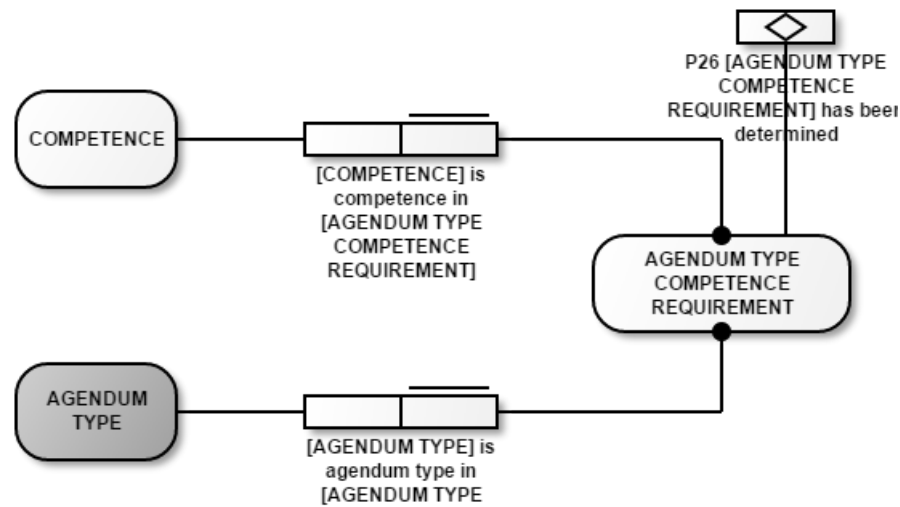 P26 [AGENDUM TYPE
COMPETENCE
REQUIREMENT] has been
determined
COMPETENCE
[COMPETENCE] is
competence in
[AGENDUM TYPE
COMPETENCE
REQUIREMENT]
AGENDUM TYPE
COMPETENCE
REQUIREMENT
AGENDUM
TYPE
[AGENDUM TYPE] is
agendum type in
[AGENDUM TYPE